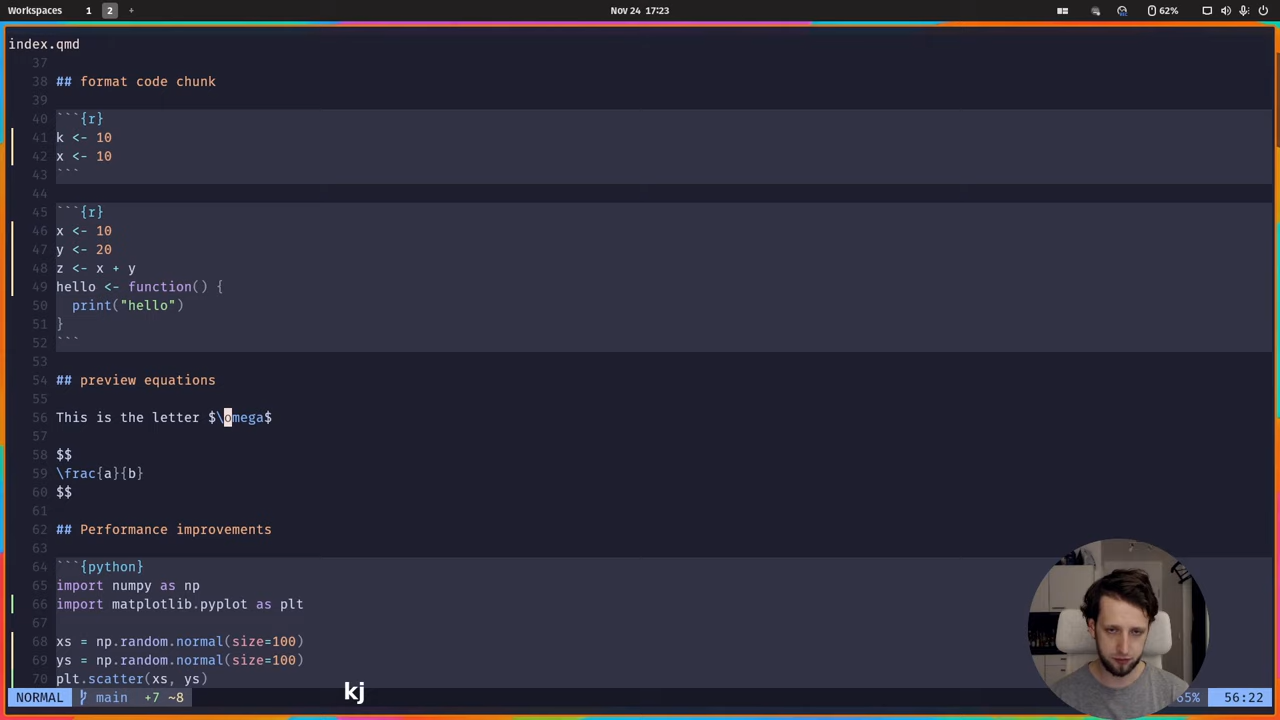 Workspaces 1 2 + Nov 24 17:23 62%
index.qmd
37
38 ## format code chunk
39
40 ```{r}
41 k <- 10
42 x <- 10
43 ```
44
45 ```{r}
46 x <- 10
47 y <- 20
48 z <- x + y
49 hello <- function() {
50   print("hello")
51 }
52 ```
53
54 ## preview equations
55
56 This is the letter $\omega$
57
58 $$
59 \frac{a}{b}
60 $$
61
62 ## Performance improvements
63
64 ```{python}
65 import numpy as np
66 import matplotlib.pyplot as plt
67
68 xs = np.random.normal(size=100)
69 ys = np.random.normal(size=100)
70 plt.scatter(xs, ys)
kj
NORMAL main +7 ~8 56:22